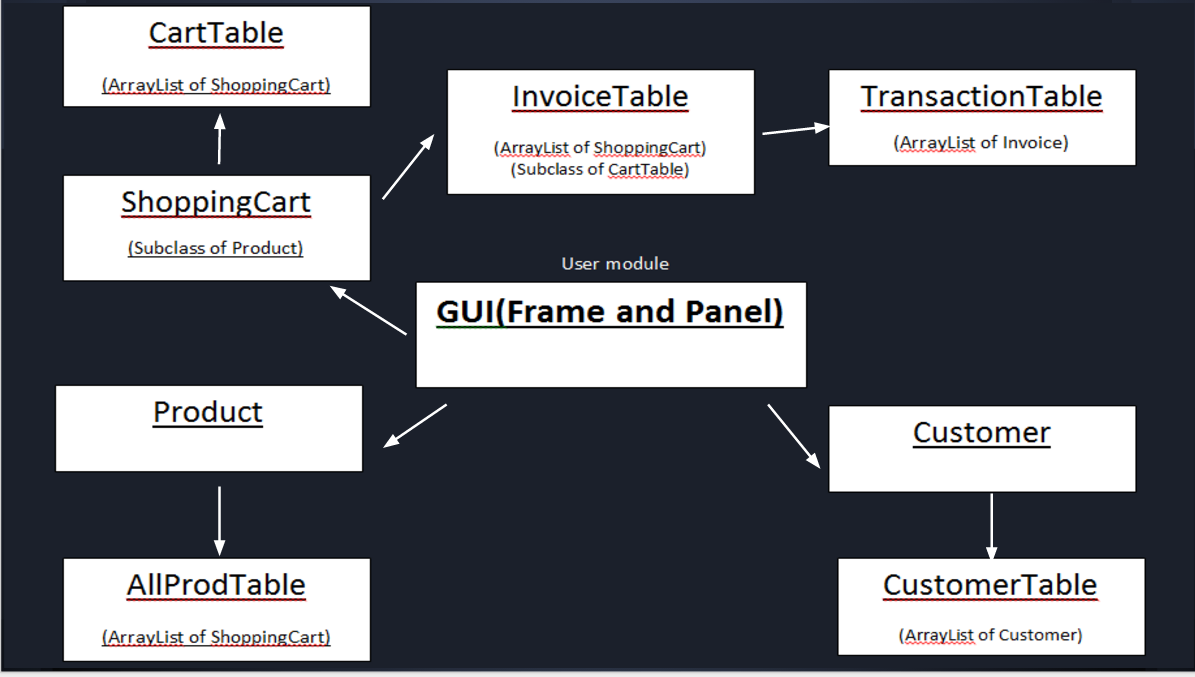 CartTable
(ArrayList of ShoppingCart)
InvoiceTable
(ArrayList of ShoppingCart)
(Subclass of CartTable)
TransactionTable
(ArrayList of Invoice)
ShoppingCart
(Subclass of Product)
User module
GUI(Frame and Panel)
Product
Customer
AllProdTable
(ArrayList of ShoppingCart)
CustomerTable
(ArrayList of Customer)